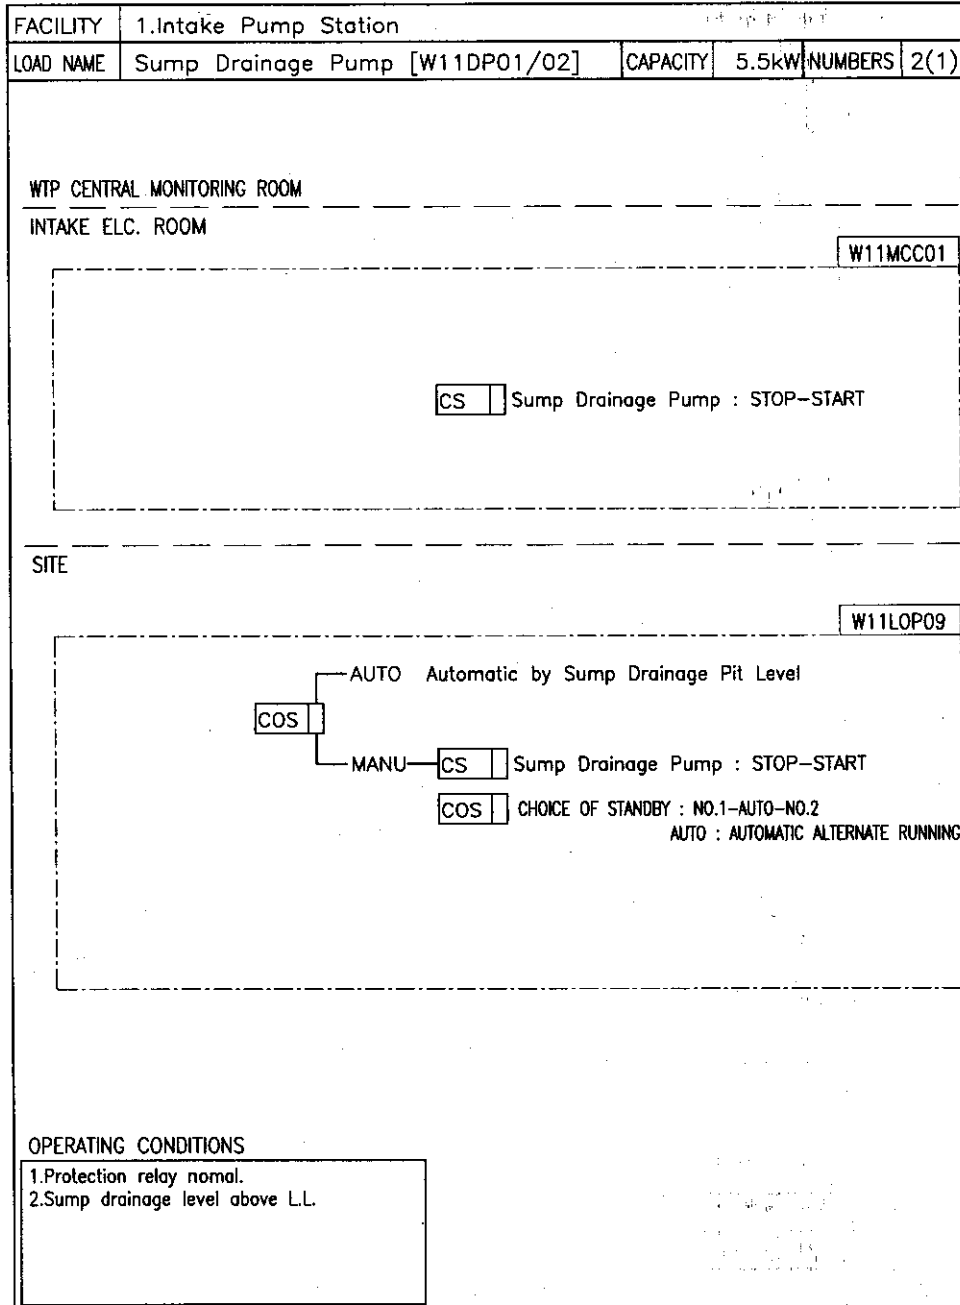 FACILITY 1.Intake Pump Station
LOAD NAME Sump Drainage Pump [W11DP01/02] CAPACITY 5.5kW NUMBERS 2(1)
WTP CENTRAL MONITORING ROOM
INTAKE ELC. ROOM
W11MCC01
CS Sump Drainage Pump : STOP-START
SITE
W11LOP09
AUTO Automatic by Sump Drainage Pit Level
COS
MANU CS Sump Drainage Pump : STOP-START
COS CHOICE OF STANDBY : NO.1-AUTO-NO.2
AUTO : AUTOMATIC ALTERNATE RUNNING
OPERATING CONDITIONS
1.Protection relay nomal.
2.Sump drainage level above L.L.